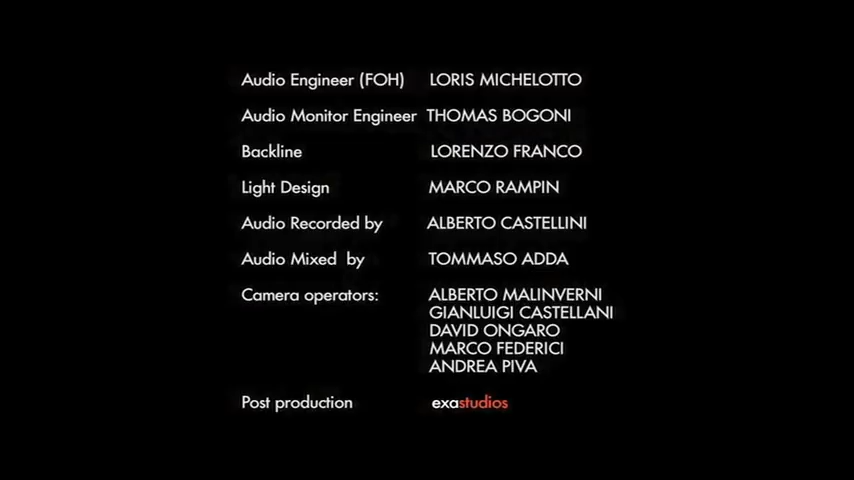 Audio Engineer (FOH) LORIS MICHELOTTO
Audio Monitor Engineer THOMAS BOGONI
Backline LORENZO FRANCO
Light Design MARCO RAMPIN
Audio Recorded by ALBERTO CASTELLINI
Audio Mixed by TOMMASO ADDA
Camera operators: ALBERTO MALINVERNI
GIANLUIGI CASTELLANI
DAVID ONGARO
MARCO FEDERICI
ANDREA PIVA
Post production exastudios